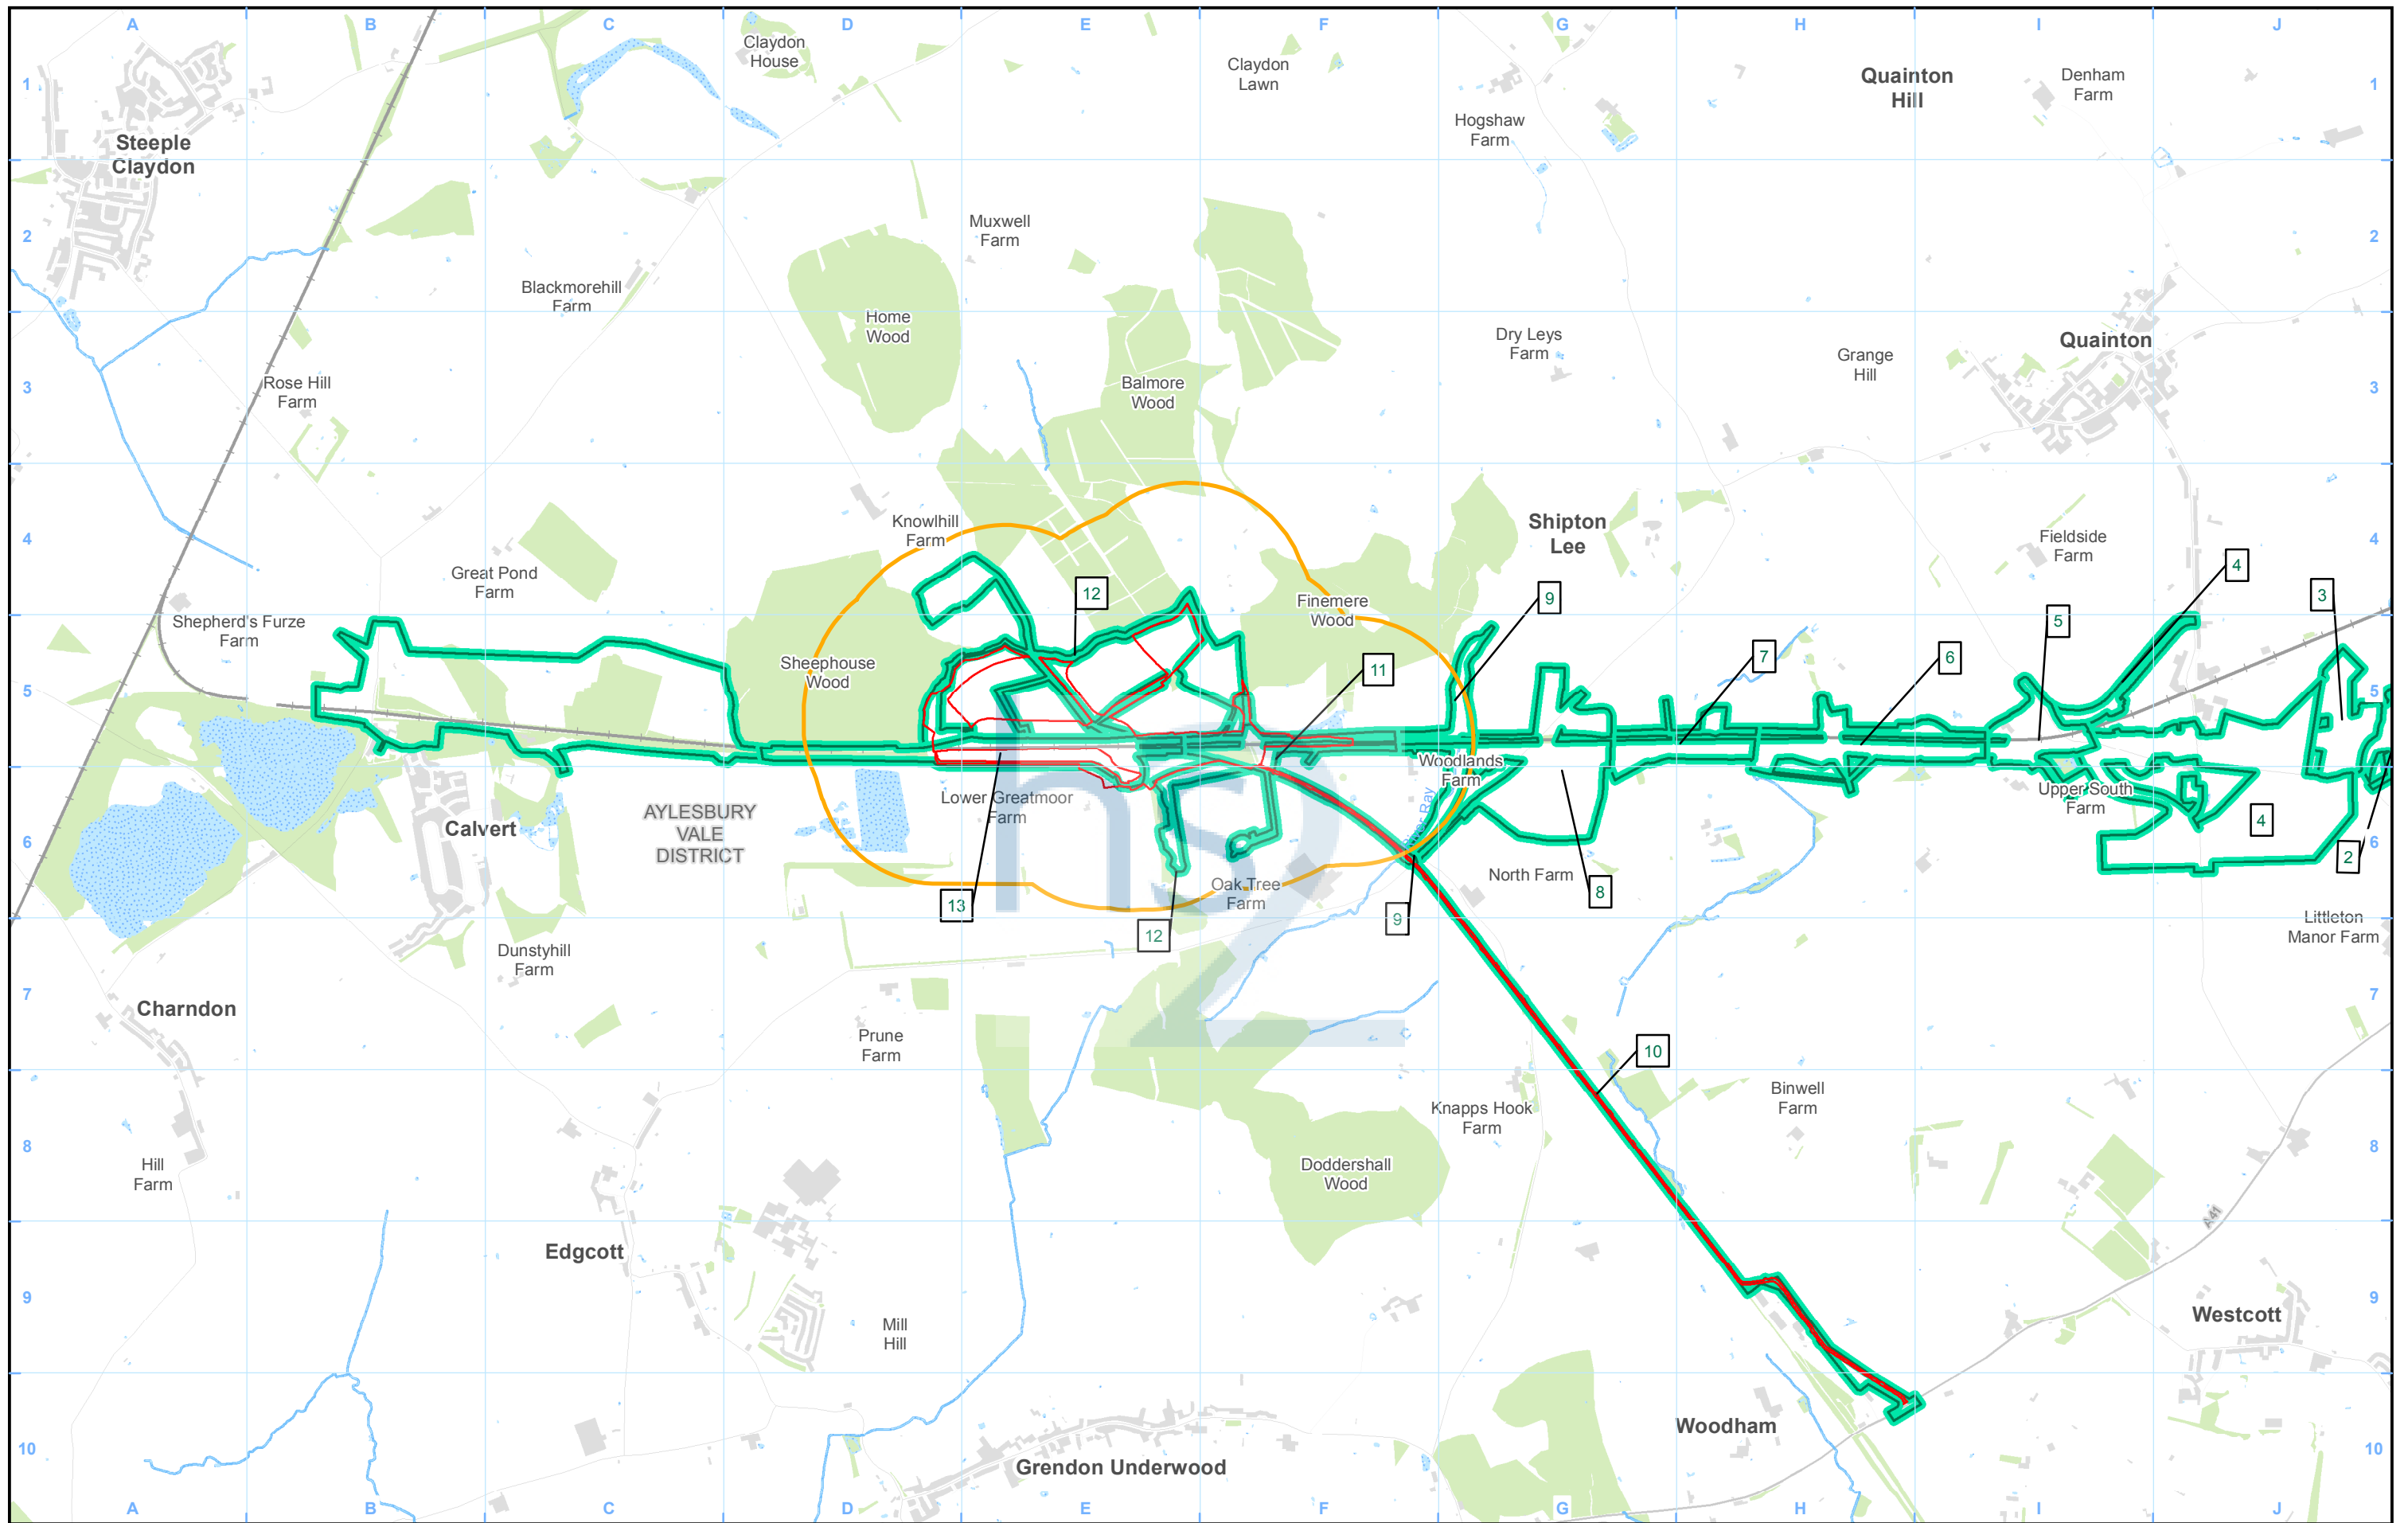 A B C D E F G H I J
1 1
Claydon
House
Claydon
Lawn
Quainton
Hill
Denham
Farm
Hogshaw
Farm
Steeple
Claydon
2 2
Muxwell
Farm
Blackmorehill
Farm
Home
Wood
Dry Leys
Farm
Quainton
Grange
Hill
3 3
Rose Hill
Farm
Balmore
Wood
4 4
Knowlhill
Farm
Shipton
Lee
Fieldside
Farm
Great Pond
Farm
4
12
9
3
Finemere
Wood
Shepherd's Furze
Farm
5
7
6
Sheephouse
Wood
11
5 5
Woodlands
Farm
Upper South
Farm
Lower Greatmoor
Farm
AYLESBURY
VALE
DISTRICT
Calvert
River Ray
4
6 6
2
North Farm
8
Oak Tree
Farm
13
9
12
hs2
Littleton
Manor Farm
Dunstyhill
Farm
7 7
Charndon
Prune
Farm
10
Binwell
Farm
Knapps Hook
Farm
8 8
Hill
Farm
Doddershall
Wood
A41
Edgcott
9 9
Mill
Hill
Westcott
Woodham
10 10
Grendon Underwood
A B C D E F G H I J